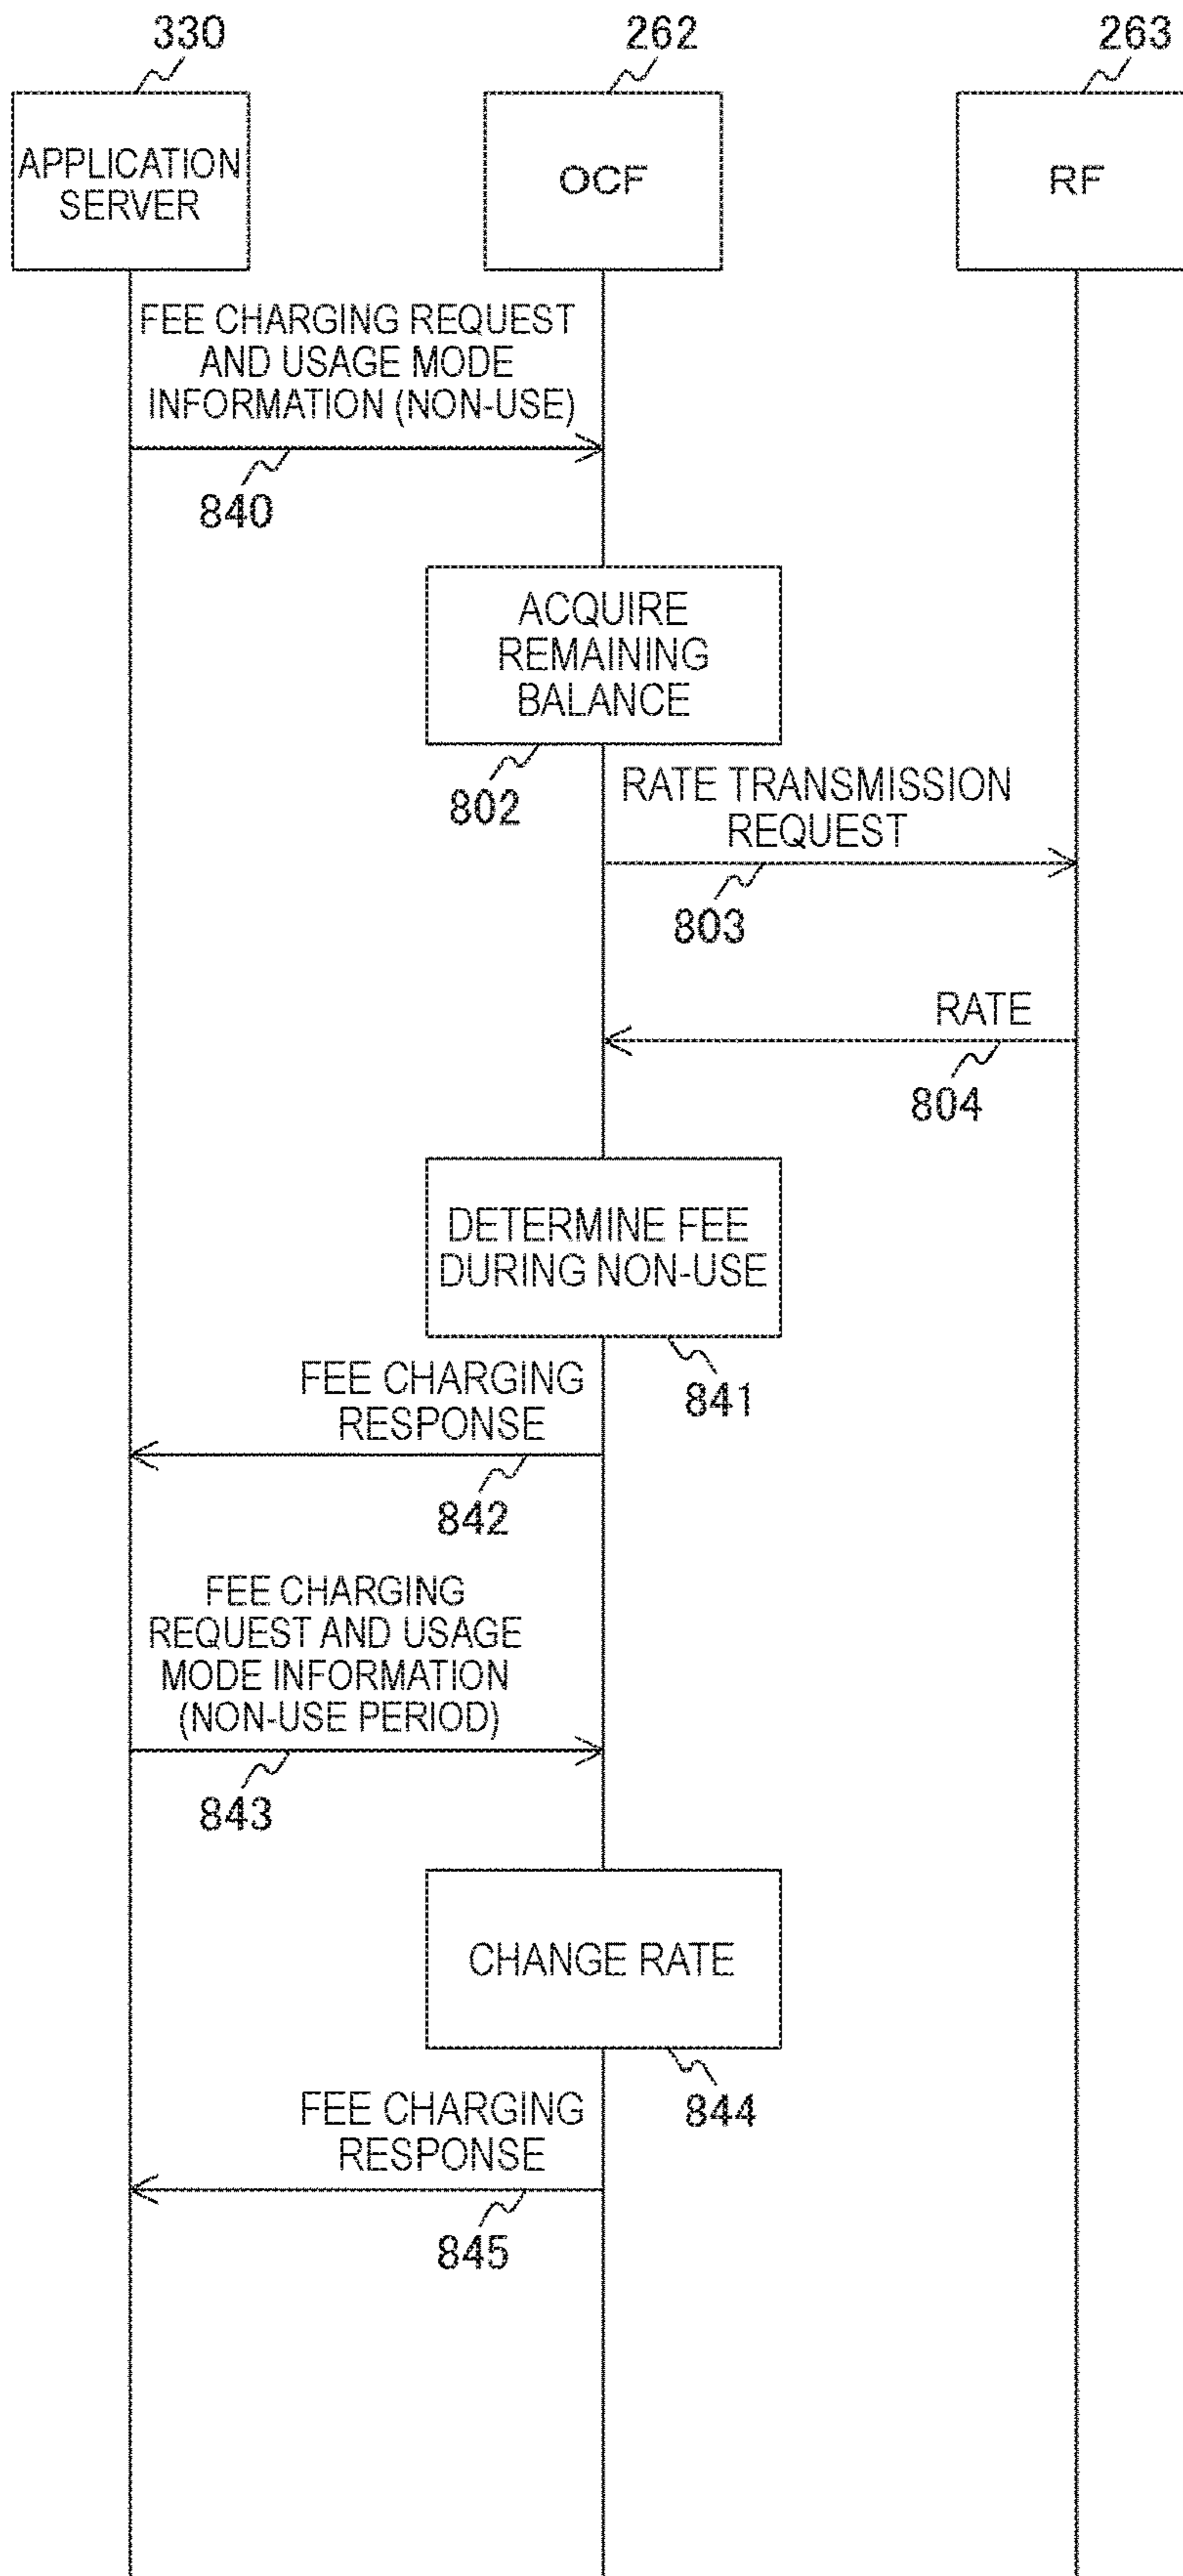 330
262
263
APPLICATION
SERVER
OCF
RF
FEE CHARGING REQUEST
AND USAGE MODE
INFORMATION (NON-USE)
840
ACQUIRE
REMAINING
BALANCE
802
RATE TRANSMISSION
REQUEST
803
RATE
804
DETERMINE FEE
DURING NON-USE
841
FEE CHARGING
RESPONSE
842
FEE CHARGING
REQUEST AND USAGE
MODE INFORMATION
(NON-USE PERIOD)
843
CHANGE RATE
844
FEE CHARGING
RESPONSE
845